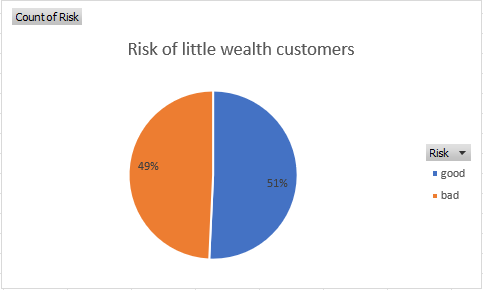 Count of Risk
Risk of little wealth customers
49%
51%
Risk
good
bad